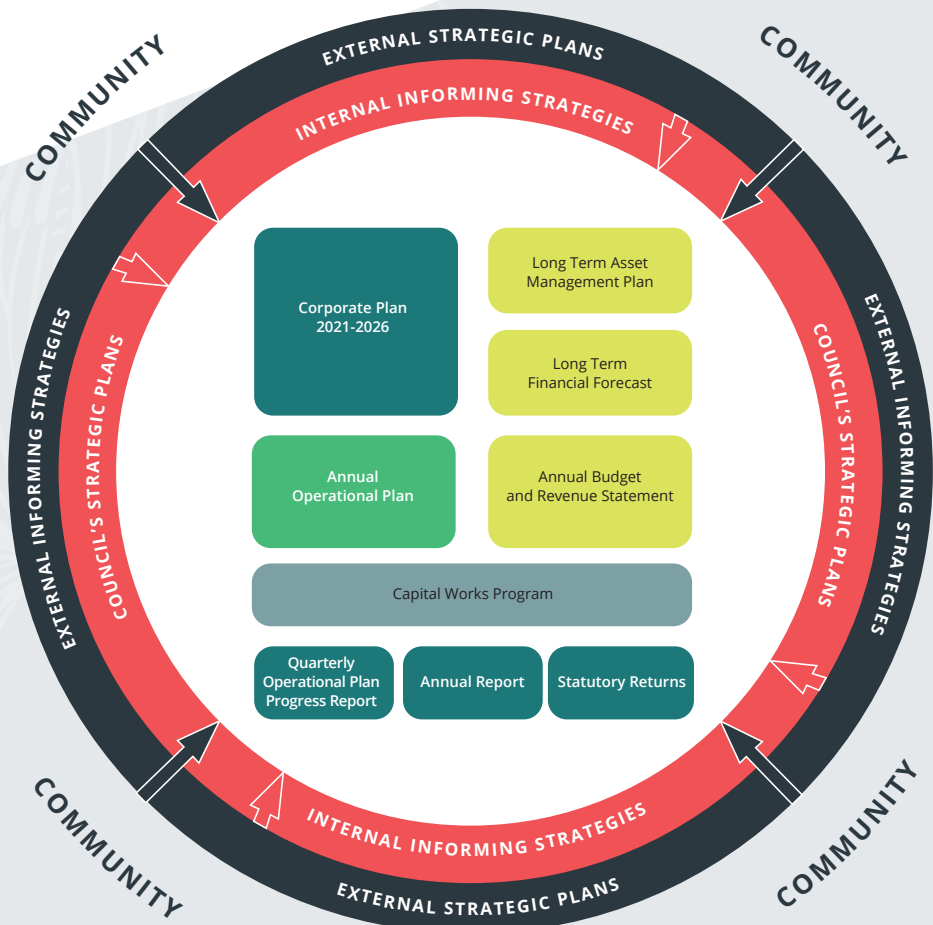 COMMUNITY
COMMUNITY
EXTERNAL STRATEGIC PLANS
INTERNAL INFORMING STRATEGIES
EXTERNAL INFORMING STRATEGIES
COUNCIL'S STRATEGIC PLANS
Corporate Plan
2021-2026
Long Term Asset
Management Plan
Long Term
Financial Forecast
Annual
Operational Plan
Annual Budget
and Revenue Statement
Capital Works Program
Quarterly
Operational Plan
Progress Report
Annual Report
Statutory Returns
COUNCIL'S STRATEGIC PLANS
EXTERNAL INFORMING STRATEGIES
INTERNAL INFORMING STRATEGIES
EXTERNAL STRATEGIC PLANS
COMMUNITY
COMMUNITY